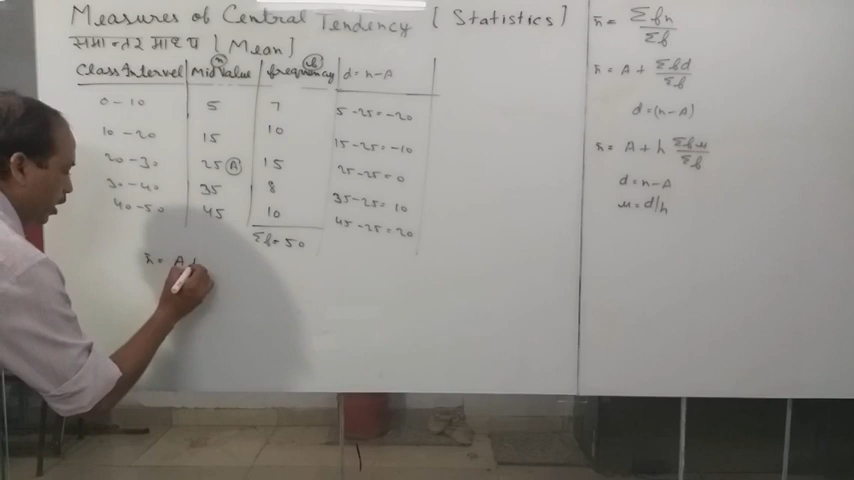 Measures of Central Tendency [ Statistics ]
समान्तर माध्य [ Mean ]
Class Interval Mid value (x) frequency (f) d = x - A
0 - 10 5 7 5 - 25 = -20
10 - 20 15 10 15 - 25 = -10
20 - 30 25 (A) 15 25 - 25 = 0
30 - 40 35 8 35 - 25 = 10
40 - 50 45 10 45 - 25 = 20
Σf = 50
x̄ = A +
x̄ = Σfx / Σf
x̄ = A + Σfd / Σf
d = (x - A)
x̄ = A + h Σfu / Σf
d = x - A
u = d/h